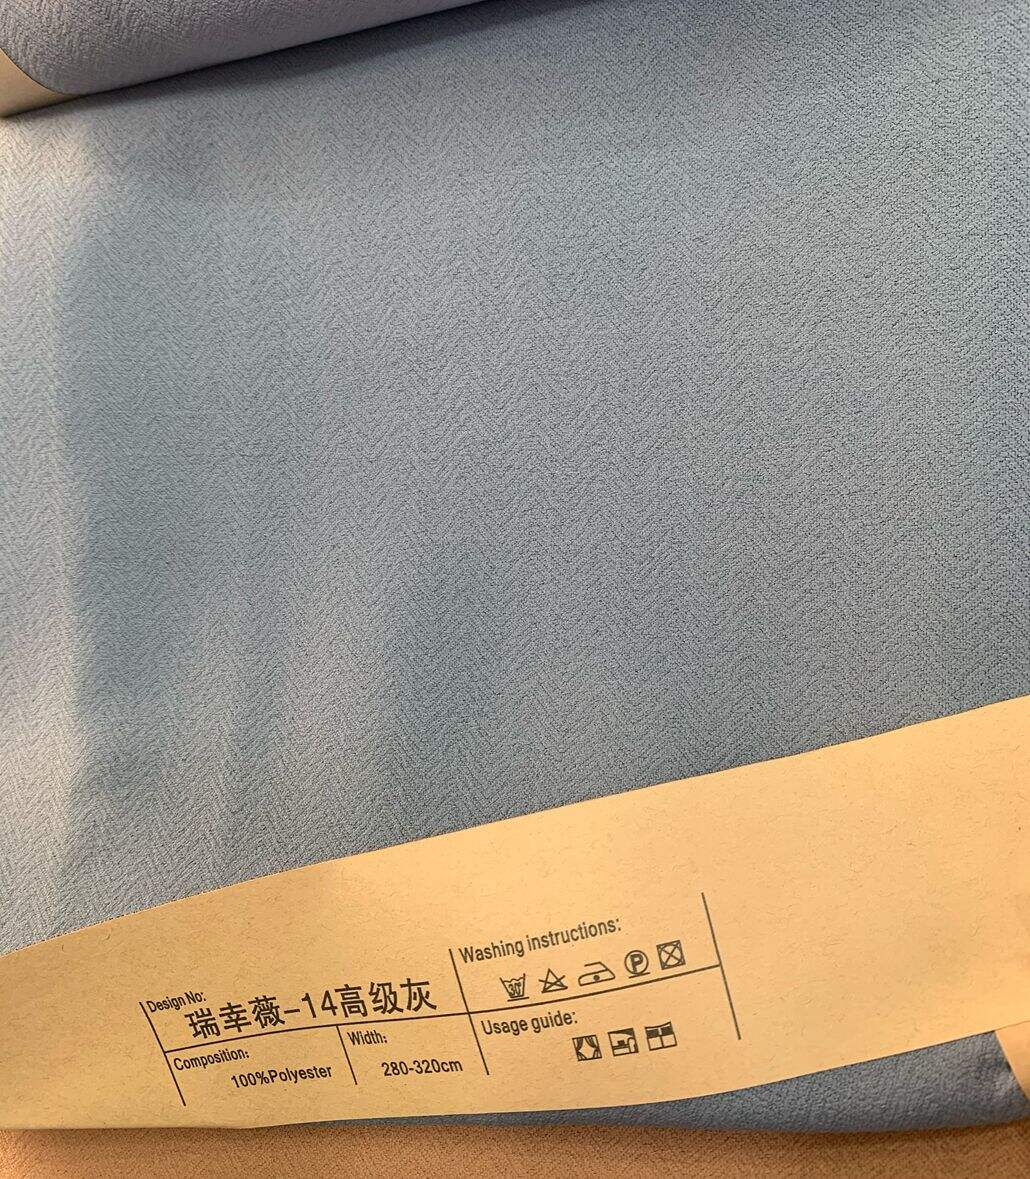 Design No:
瑞幸薇-14高级灰
Composition:
100%Polyester
Width:
280-320cm
Washing instructions:
30°
P
Usage guide: